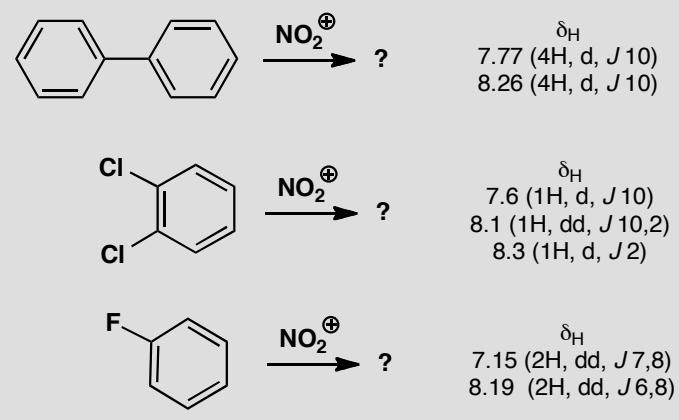 NO₂⊕ ?
δH
7.77 (4H, d, J 10)
8.26 (4H, d, J 10)
Cl
Cl
NO₂⊕ ?
δH
7.6 (1H, d, J 10)
8.1 (1H, dd, J 10,2)
8.3 (1H, d, J 2)
F
NO₂⊕ ?
δH
7.15 (2H, dd, J 7,8)
8.19 (2H, dd, J 6,8)